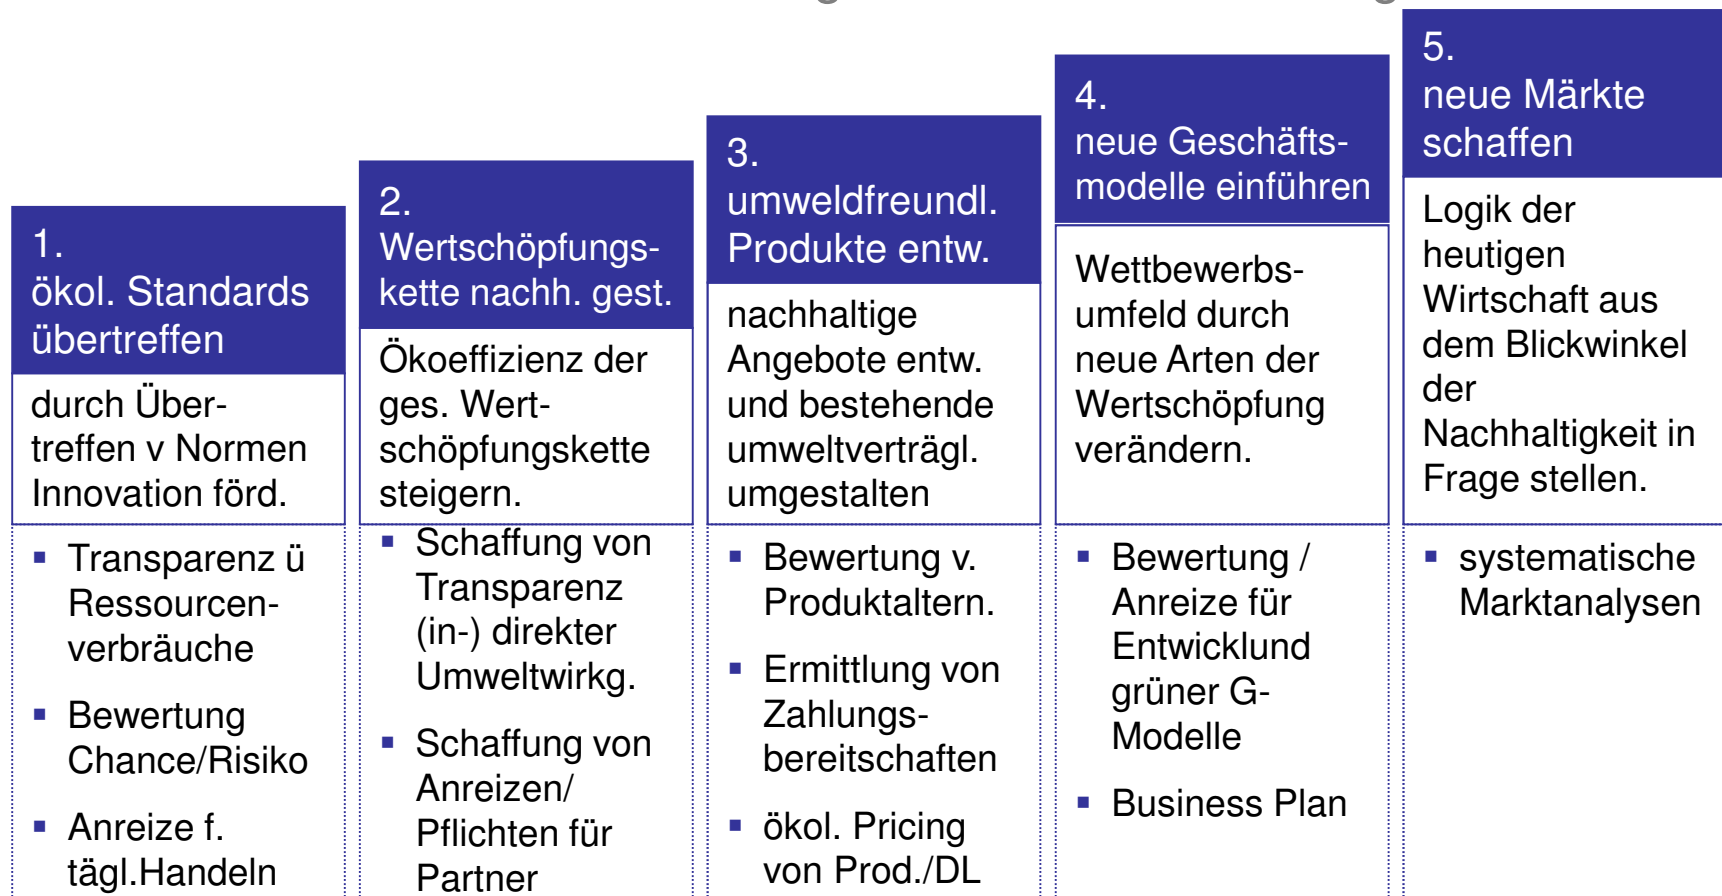 1.
ökol. Standards
übertreffen
durch Über-
treffen v Normen
Innovation förd.
Transparenz ü
Ressourcen-
verbräuche
Bewertung
Chance/Risiko
Anreize f.
tägl.Handeln
2.
Wertschöpfungs-
kette nachh. gest.
Ökoeffizienz der
ges. Wert-
schöpfungskette
steigern.
Schaffung von
Transparenz
(in-) direkter
Umweltwirkg.
Schaffung von
Anreizen/
Pflichten für
Partner
3.
umweldfreundl.
Produkte entw.
nachhaltige
Angebote entw.
und bestehende
umweltverträgl.
umgestalten
Bewertung v.
Produktaltern.
Ermittlung von
Zahlungs-
bereitschaften
ökol. Pricing
von Prod./DL
4.
neue Geschäfts-
modelle einführen
Wettbewerbs-
umfeld durch
neue Arten der
Wertschöpfung
verändern.
Bewertung /
Anreize für
Entwicklund
grüner G-
Modelle
Business Plan
5.
neue Märkte
schaffen
Logik der
heutigen
Wirtschaft aus
dem Blickwinkel
der
Nachhaltigkeit in
Frage stellen.
systematische
Marktanalysen